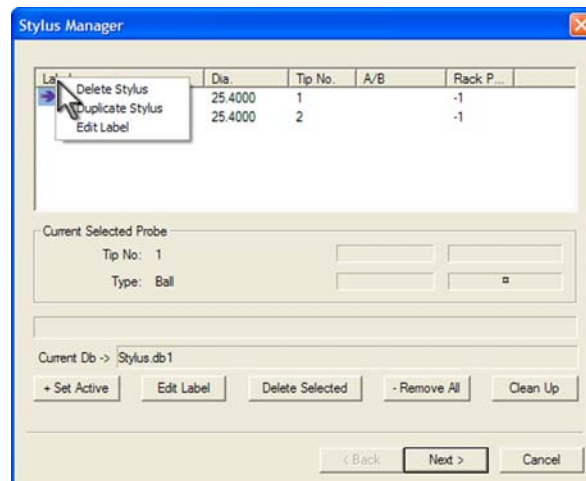 Stylus Manager
Dia. Tip No. A/B Rack P...
25.4000 1 -1
25.4000 2 -1
Delete Stylus
Duplicate Stylus
Edit Label
Current Selected Probe
Tip No: 1
Type: Ball
¤
Current Db -> Stylus.db1
+ Set Active Edit Label Delete Selected - Remove All Clean Up
< Back Next > Cancel